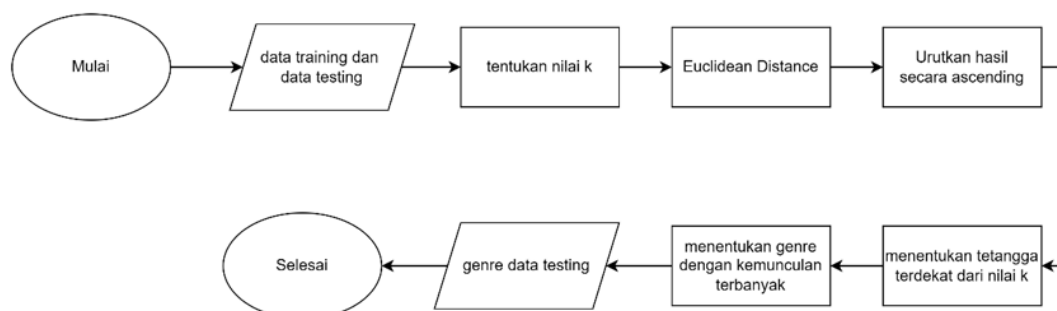 Mulai
data training dan
data testing
tentukan nilai k
Euclidean Distance
Urutkan hasil
secara ascending
menentukan tetangga
terdekat dari nilai k
menentukan genre
dengan kemunculan
terbanyak
genre data testing
Selesai